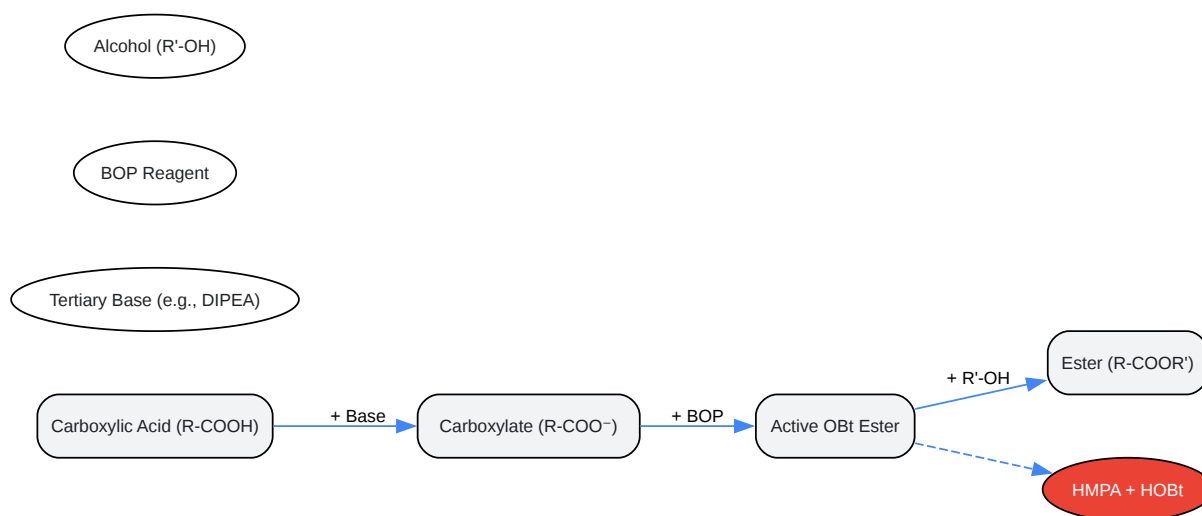 Alcohol (R'-OH)
BOP Reagent
Tertiary Base (e.g., DIPEA)
Carboxylic Acid (R-COOH)
+ Base
Carboxylate (R-COO⁻)
+ BOP
Active OBt Ester
+ R'-OH
Ester (R-COOR')
HMPA + HOBt